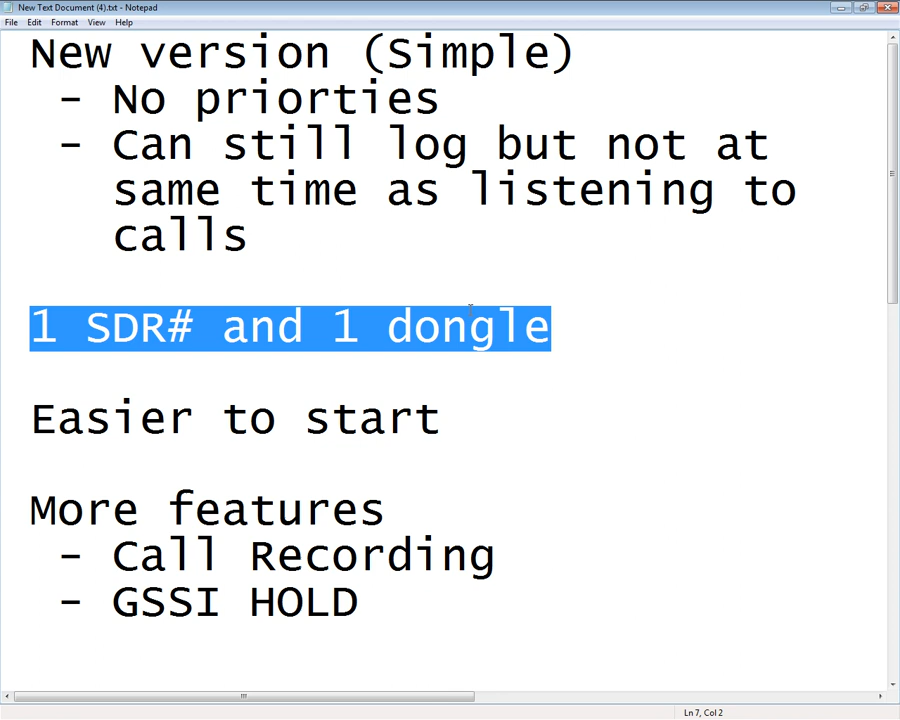 New Text Document (4).txt - Notepad
File Edit Format View Help
New version (Simple)
- No priorties
- Can still log but not at
same time as listening to
calls
1 SDR# and 1 dongle
Easier to start
More features
- Call Recording
- GSSI HOLD
Ln 7, Col 2